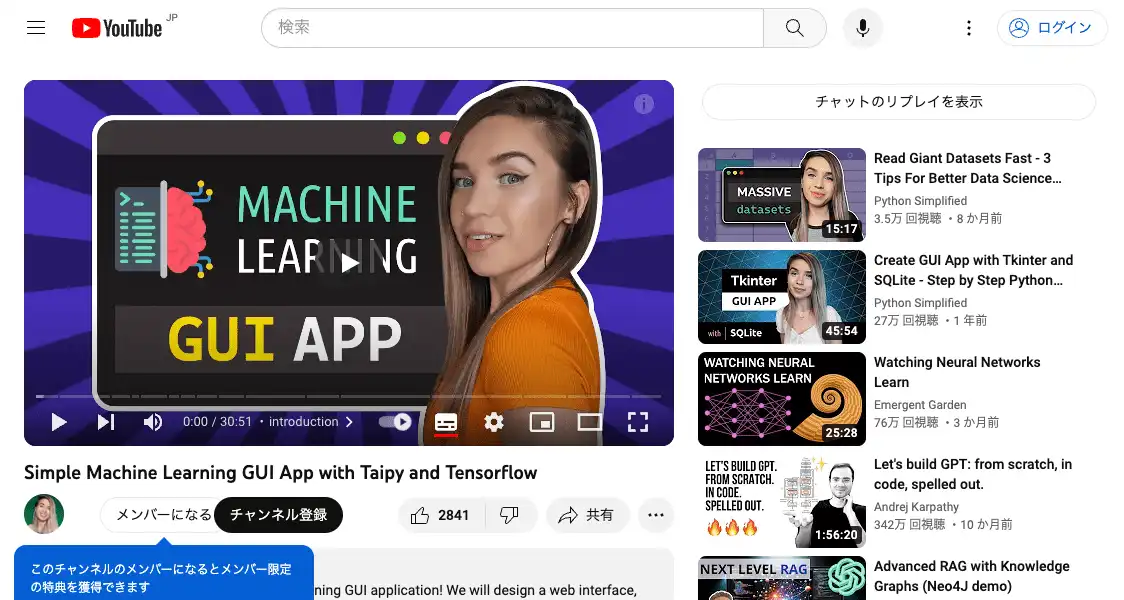 YouTube JP
検索
ログイン
MACHINE
LEARNING
GUI APP
0:00 / 30:51 ・ introduction
Simple Machine Learning GUI App with Taipy and Tensorflow
メンバーになる
チャンネル登録
2841
共有
このチャンネルのメンバーになるとメンバー限定
の特典を獲得できます
ning GUI application! We will design a web interface,
チャットのリプレイを表示
MASSIVE
datasets
15:17
Read Giant Datasets Fast - 3
Tips For Better Data Science...
Python Simplified
3.5万 回視聴 ・8 か月前
Tkinter
GUI APP
with SQLite
45:54
Create GUI App with Tkinter and
SQLite - Step by Step Python...
Python Simplified
27万 回視聴 ・1 年前
WATCHING NEURAL
NETWORKS LEARN
25:28
Watching Neural Networks
Learn
Emergent Garden
76万 回視聴 ・3 か月前
LET'S BUILD GPT.
FROM SCRATCH.
IN CODE.
SPELLED OUT.
1:56:20
Let's build GPT: from scratch, in
code, spelled out.
Andrej Karpathy
342万 回視聴 ・10 か月前
NEXT LEVEL RAG
Advanced RAG with Knowledge
Graphs (Neo4J demo)